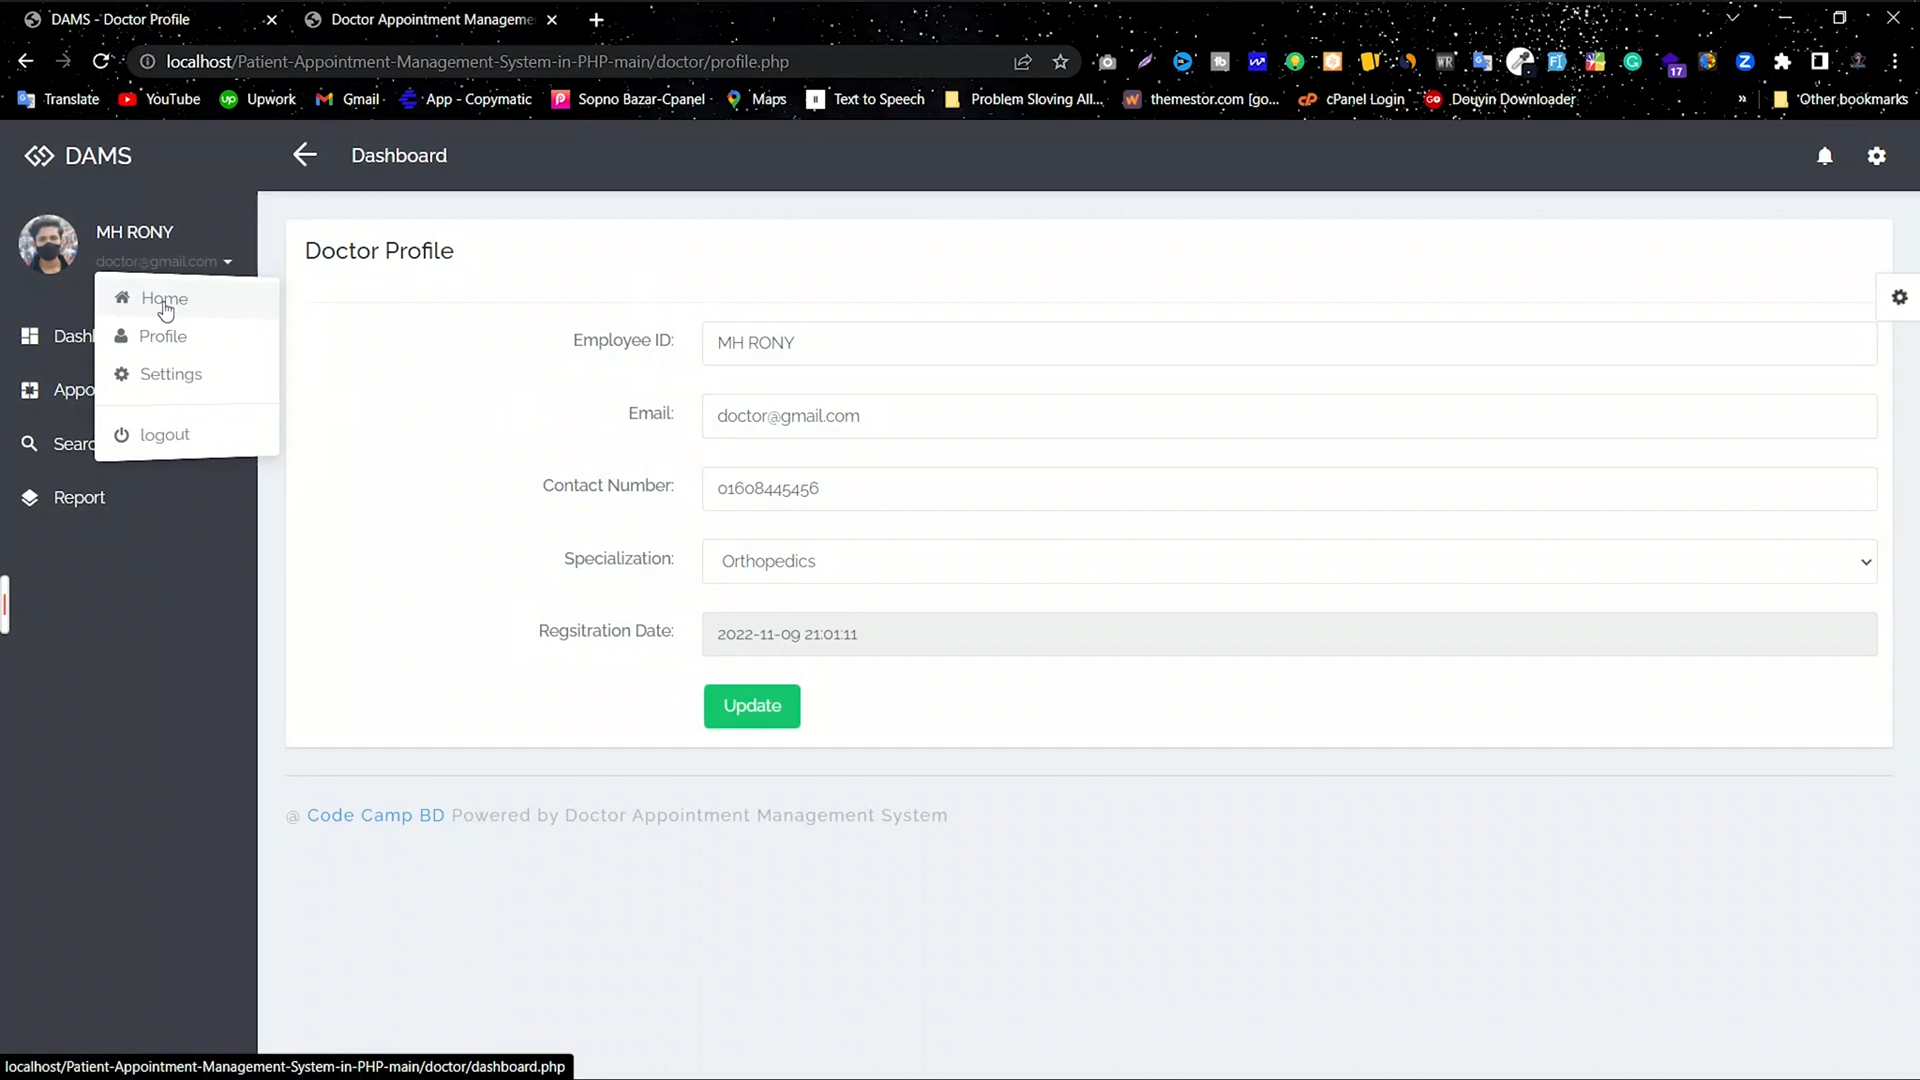 DAMS - Doctor Profile
Doctor Appointment Manageme
localhost/Patient-Appointment-Management-System-in-PHP-main/doctor/profile.php
17
Translate
YouTube
Upwork
Gmail
App - Copymatic
Sopno Bazar-Cpanel
Maps
Text to Speech
Problem Sloving All...
themestor.com [go...
cPanel Login
Douyin Downloader
»
Other bookmarks
DAMS
Dashboard
MH RONY
doctor@gmail.com
Home
Profile
Settings
logout
Dashl
Appo
Searc
Report
Doctor Profile
Employee ID:
MH RONY
Email:
doctor@gmail.com
Contact Number:
01608445456
Specialization:
Orthopedics
Regsitration Date:
2022-11-09 21:01:11
Update
@ Code Camp BD Powered by Doctor Appointment Management System
localhost/Patient-Appointment-Management-System-in-PHP-main/doctor/dashboard.php